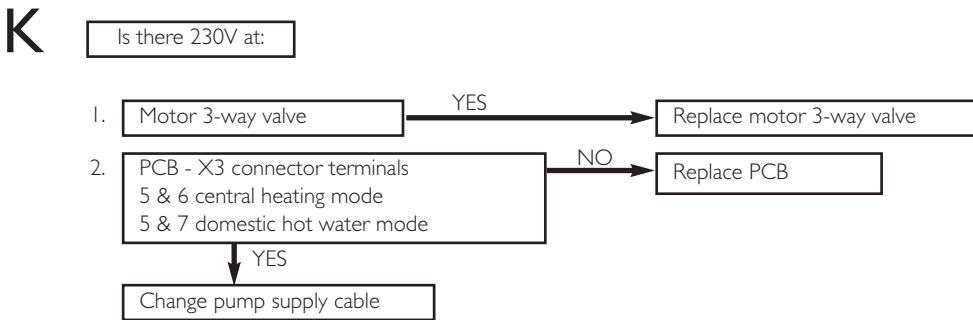 K
Is there 230V at:
1. Motor 3-way valve
YES
Replace motor 3-way valve
2. PCB - X3 connector terminals
5 & 6 central heating mode
5 & 7 domestic hot water mode
NO
Replace PCB
YES
Change pump supply cable